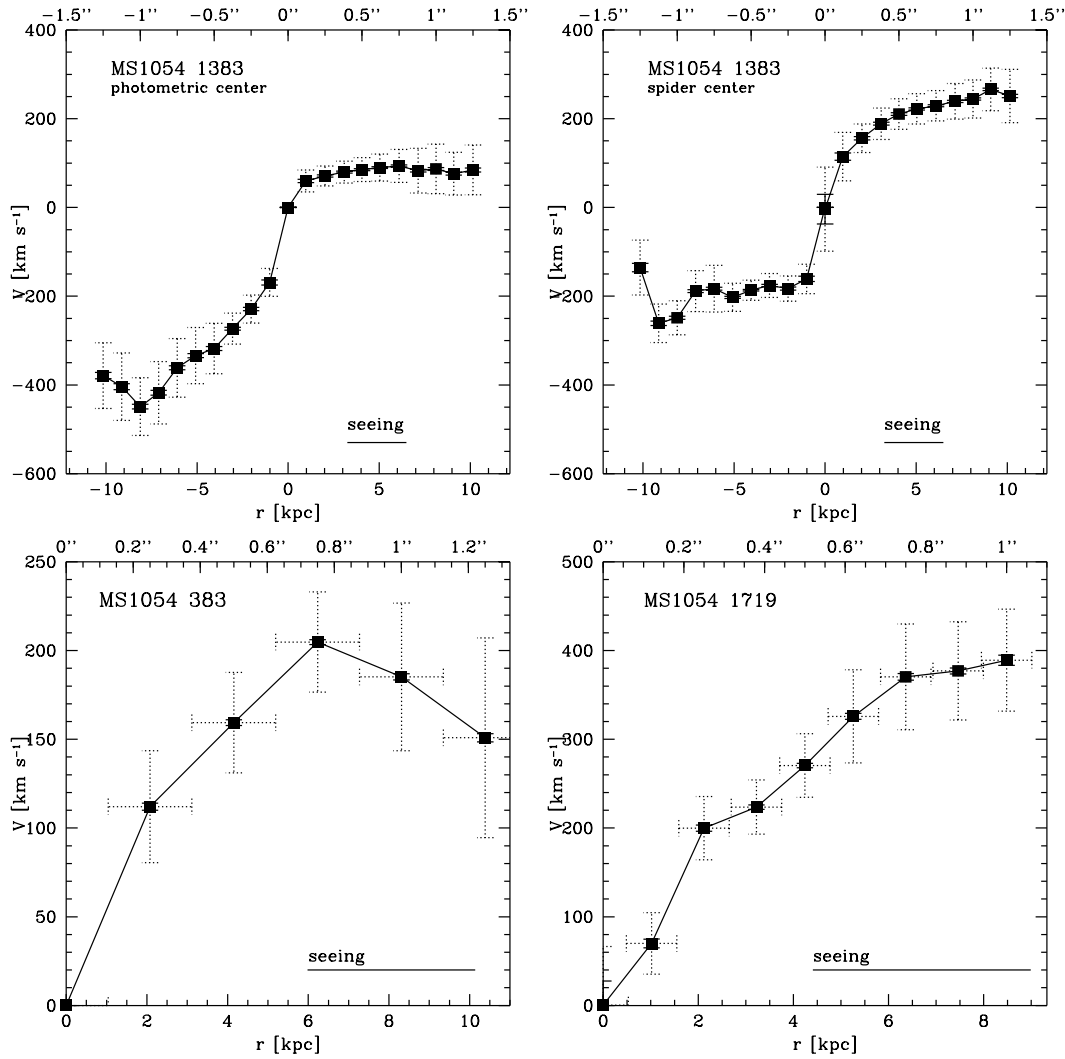 −1.5'' −1'' −0.5'' 0'' 0.5'' 1'' 1.5''
400
200
0
−200
−400
−600
V [km s⁻¹]
MS1054 1383
photometric center
seeing
−10 −5 0 5 10
r [kpc]
−1.5'' −1'' −0.5'' 0'' 0.5'' 1'' 1.5''
400
200
0
−200
−400
−600
V [km s⁻¹]
MS1054 1383
spider center
seeing
−10 −5 0 5 10
r [kpc]
0'' 0.2'' 0.4'' 0.6'' 0.8'' 1'' 1.2''
250
200
150
100
50
0
V [km s⁻¹]
MS1054 383
seeing
0 2 4 6 8 10
r [kpc]
0'' 0.2'' 0.4'' 0.6'' 0.8'' 1''
500
400
300
200
100
0
V [km s⁻¹]
MS1054 1719
seeing
0 2 4 6 8
r [kpc]